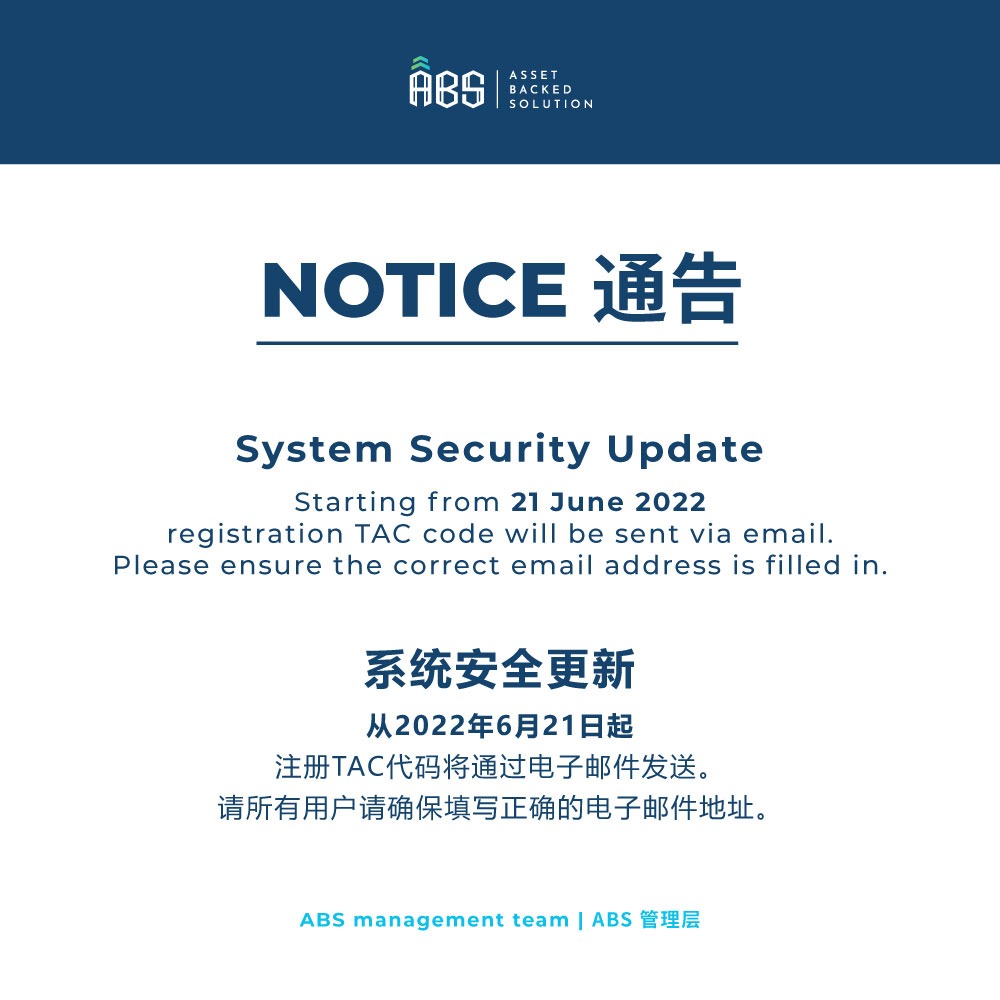 ABS
ASSET
BACKED
SOLUTION
NOTICE 通告
System Security Update
Starting from 21 June 2022
registration TAC code will be sent via email.
Please ensure the correct email address is filled in.
系统安全更新
从2022年6月21日起
注册TAC代码将通过电子邮件发送。
请所有用户请确保填写正确的电子邮件地址。
ABS management team | ABS 管理层